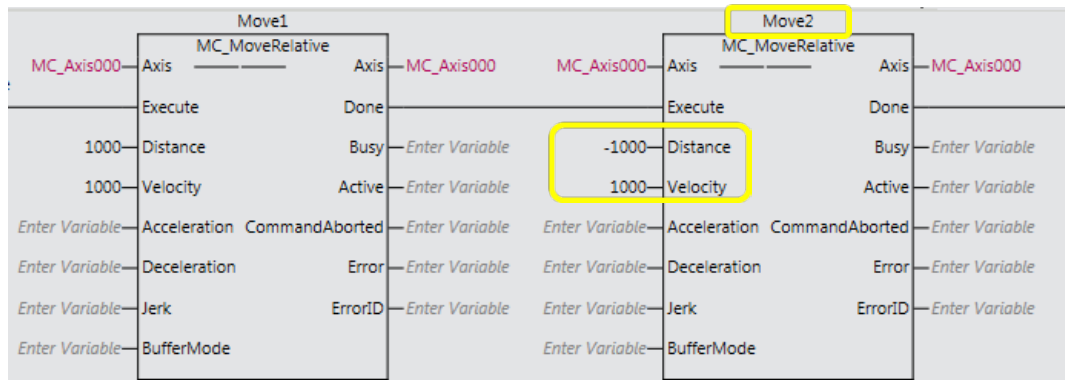 Move1 Move2
MC_MoveRelative MC_MoveRelative
MC_Axis000 Axis Axis MC_Axis000 MC_Axis000 Axis Axis MC_Axis000
Execute Done Execute Done
1000 Distance Busy Enter Variable -1000 Distance Busy Enter Variable
1000 Velocity Active Enter Variable 1000 Velocity Active Enter Variable
Enter Variable Acceleration CommandAborted Enter Variable Enter Variable Acceleration CommandAborted Enter Variable
Enter Variable Deceleration Error Enter Variable Enter Variable Deceleration Error Enter Variable
Enter Variable Jerk ErrorID Enter Variable Enter Variable Jerk ErrorID Enter Variable
Enter Variable BufferMode Enter Variable BufferMode